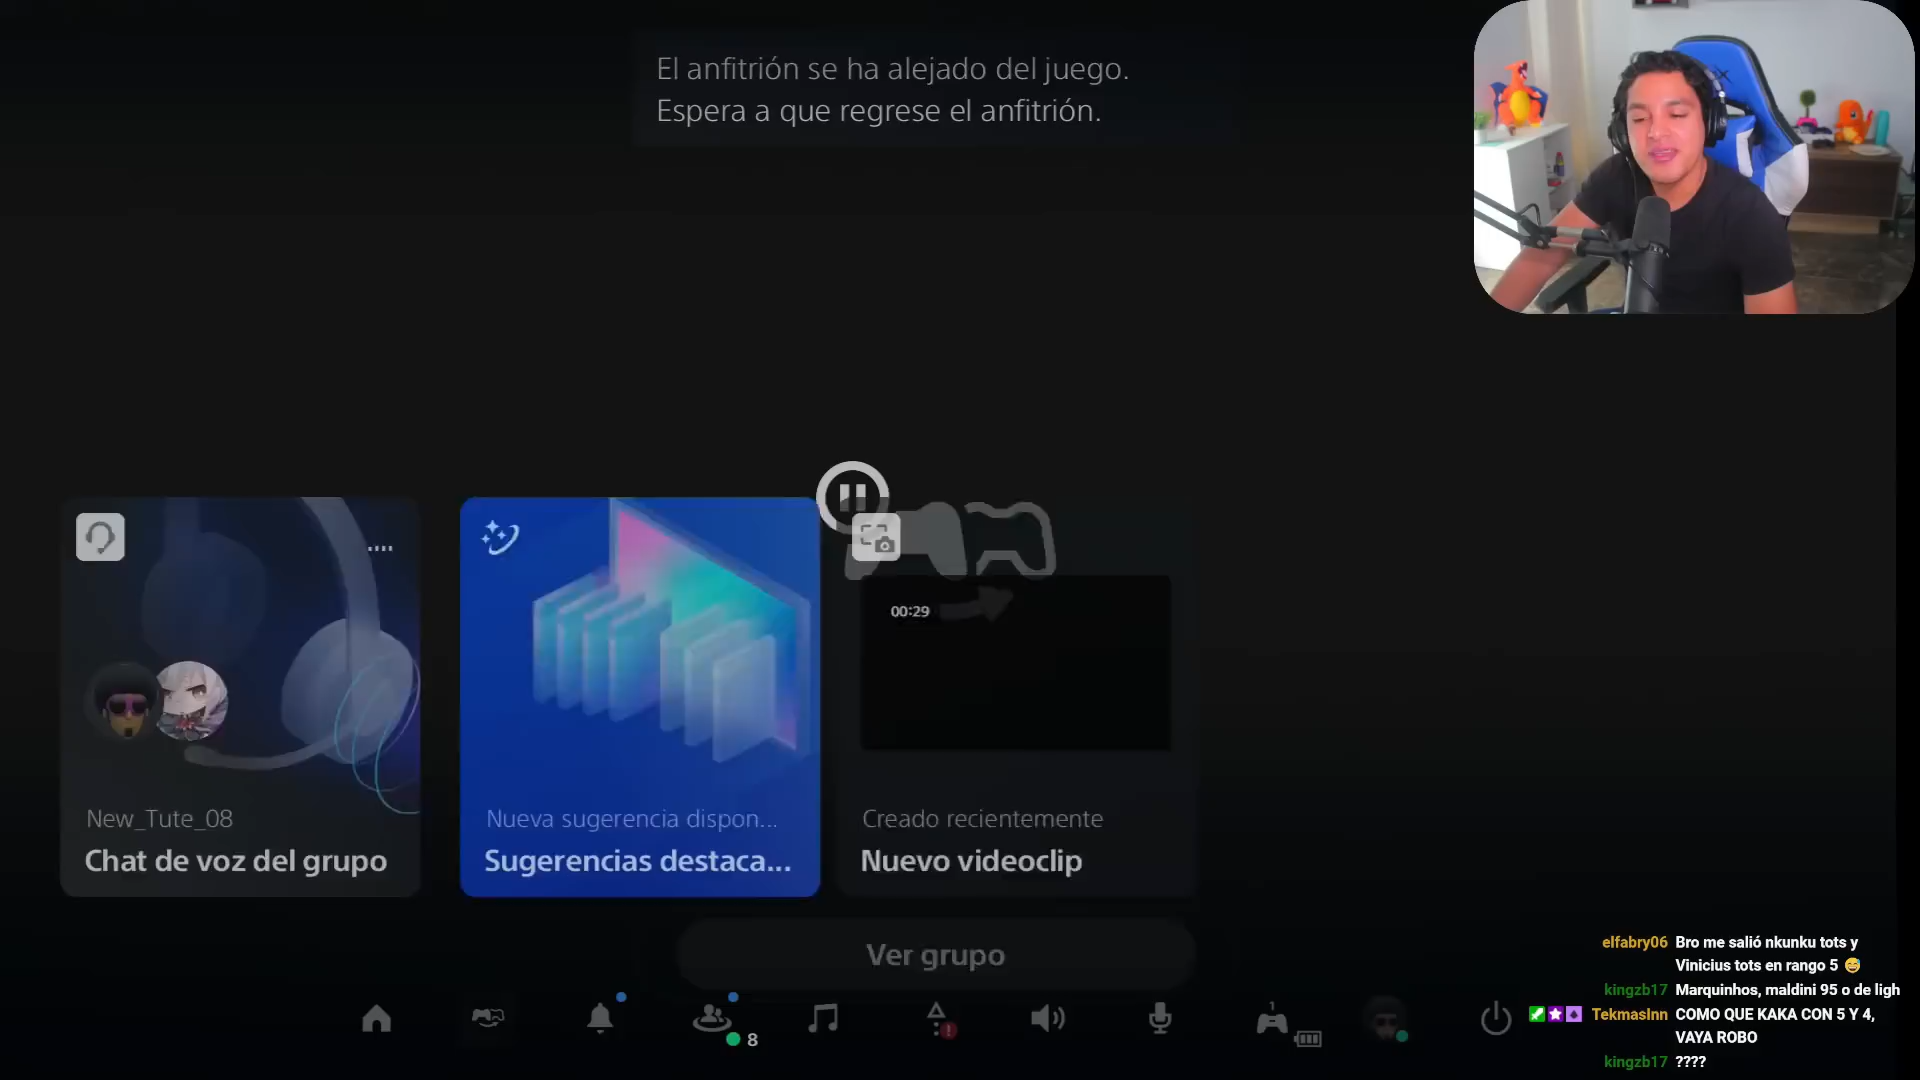 El anfitrión se ha alejado del juego.
Espera a que regrese el anfitrión.
00:29
New_Tute_08
Chat de voz del grupo
Nueva sugerencia dispon...
Sugerencias destaca...
Creado recientemente
Nuevo videoclip
Ver grupo
8
1
elfabry06 Bro me salió nkunku tots y
Vinicius tots en rango 5 😅
kingzb17 Marquinhos, maldini 95 o de ligh
TekmasInn COMO QUE KAKA CON 5 Y 4,
VAYA ROBO
kingzb17 ????